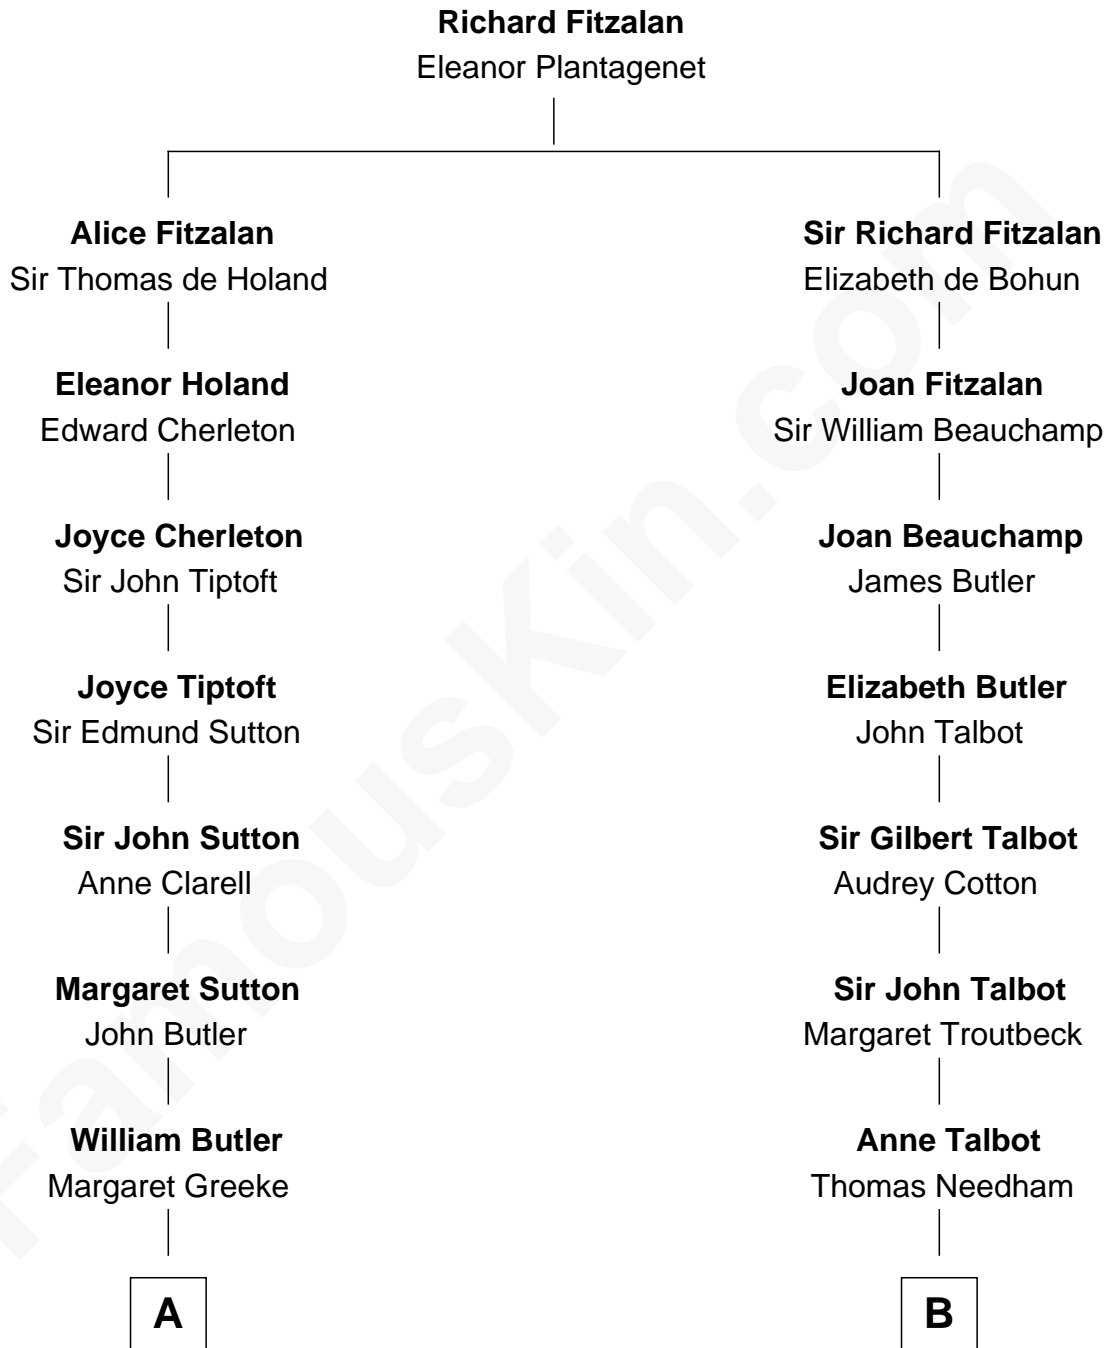 Richard Fitzalan
Eleanor Plantagenet
Alice Fitzalan
Sir Thomas de Holand
Sir Richard Fitzalan
Elizabeth de Bohun
Eleanor Holand
Edward Cherleton
Joan Fitzalan
Sir William Beauchamp
Joyce Cherleton
Sir John Tiptoft
Joan Beauchamp
James Butler
Joyce Tiptoft
Sir Edmund Sutton
Elizabeth Butler
John Talbot
Sir John Sutton
Anne Clarell
Sir Gilbert Talbot
Audrey Cotton
Margaret Sutton
John Butler
Sir John Talbot
Margaret Troutbeck
William Butler
Margaret Greeke
Anne Talbot
Thomas Needham
A
B
FamousKin.com